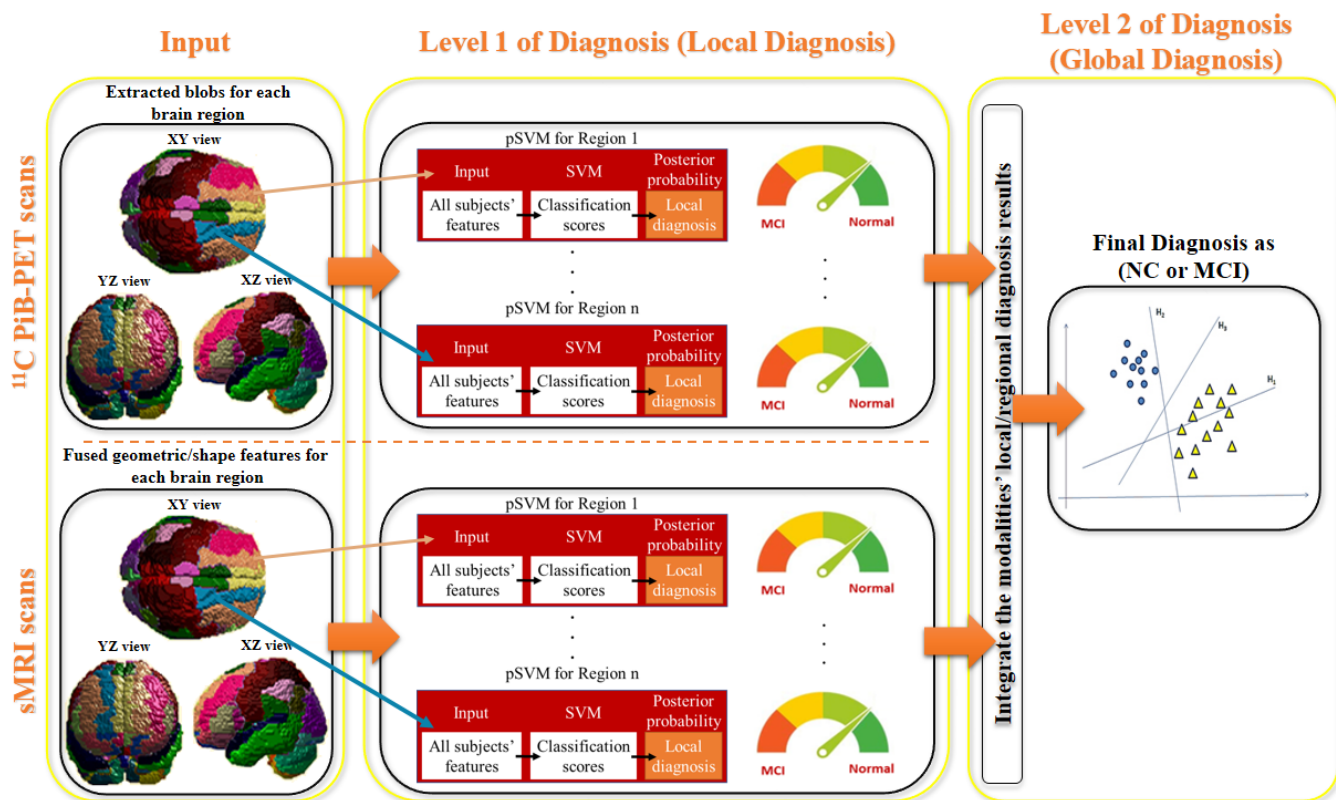 Input
Level 1 of Diagnosis (Local Diagnosis)
Level 2 of Diagnosis
(Global Diagnosis)
¹¹C PiB-PET scans
Extracted blobs for each
brain region
XY view
YZ view
XZ view
pSVM for Region 1
Input
SVM
Posterior
probability
All subjects'
features
Classification
scores
Local
diagnosis
MCI
Normal
pSVM for Region n
Input
SVM
Posterior
probability
All subjects'
features
Classification
scores
Local
diagnosis
MCI
Normal
sMRI scans
Fused geometric/shape features for
each brain region
XY view
YZ view
XZ view
pSVM for Region 1
Input
SVM
Posterior
probability
All subjects'
features
Classification
scores
Local
diagnosis
MCI
Normal
pSVM for Region n
Input
SVM
Posterior
probability
All subjects'
features
Classification
scores
Local
diagnosis
MCI
Normal
Integrate the modalities' local/regional diagnosis results
Final Diagnosis as
(NC or MCI)
H₂
H₃
H₁